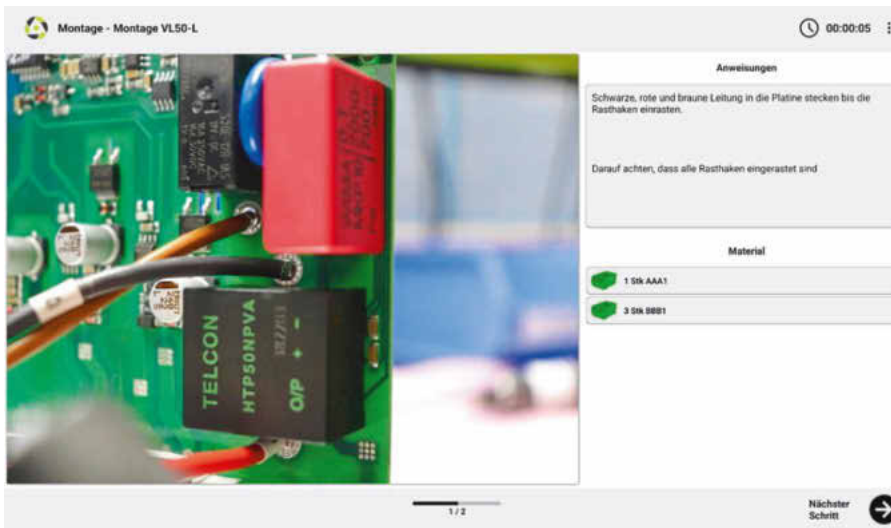 Montage - Montage VL50-L
00:00:05
Anweisungen
Schwarze, rote und braune Leitung in die Platine stecken bis die
Rasthaken einrasten.
Darauf achten, dass alle Rasthaken eingerastet sind
Material
1 Stk AAA1
3 Stk BBB1
TELCON
HTP50NPVA
O/P + -
1 / 2
Nächster
Schritt